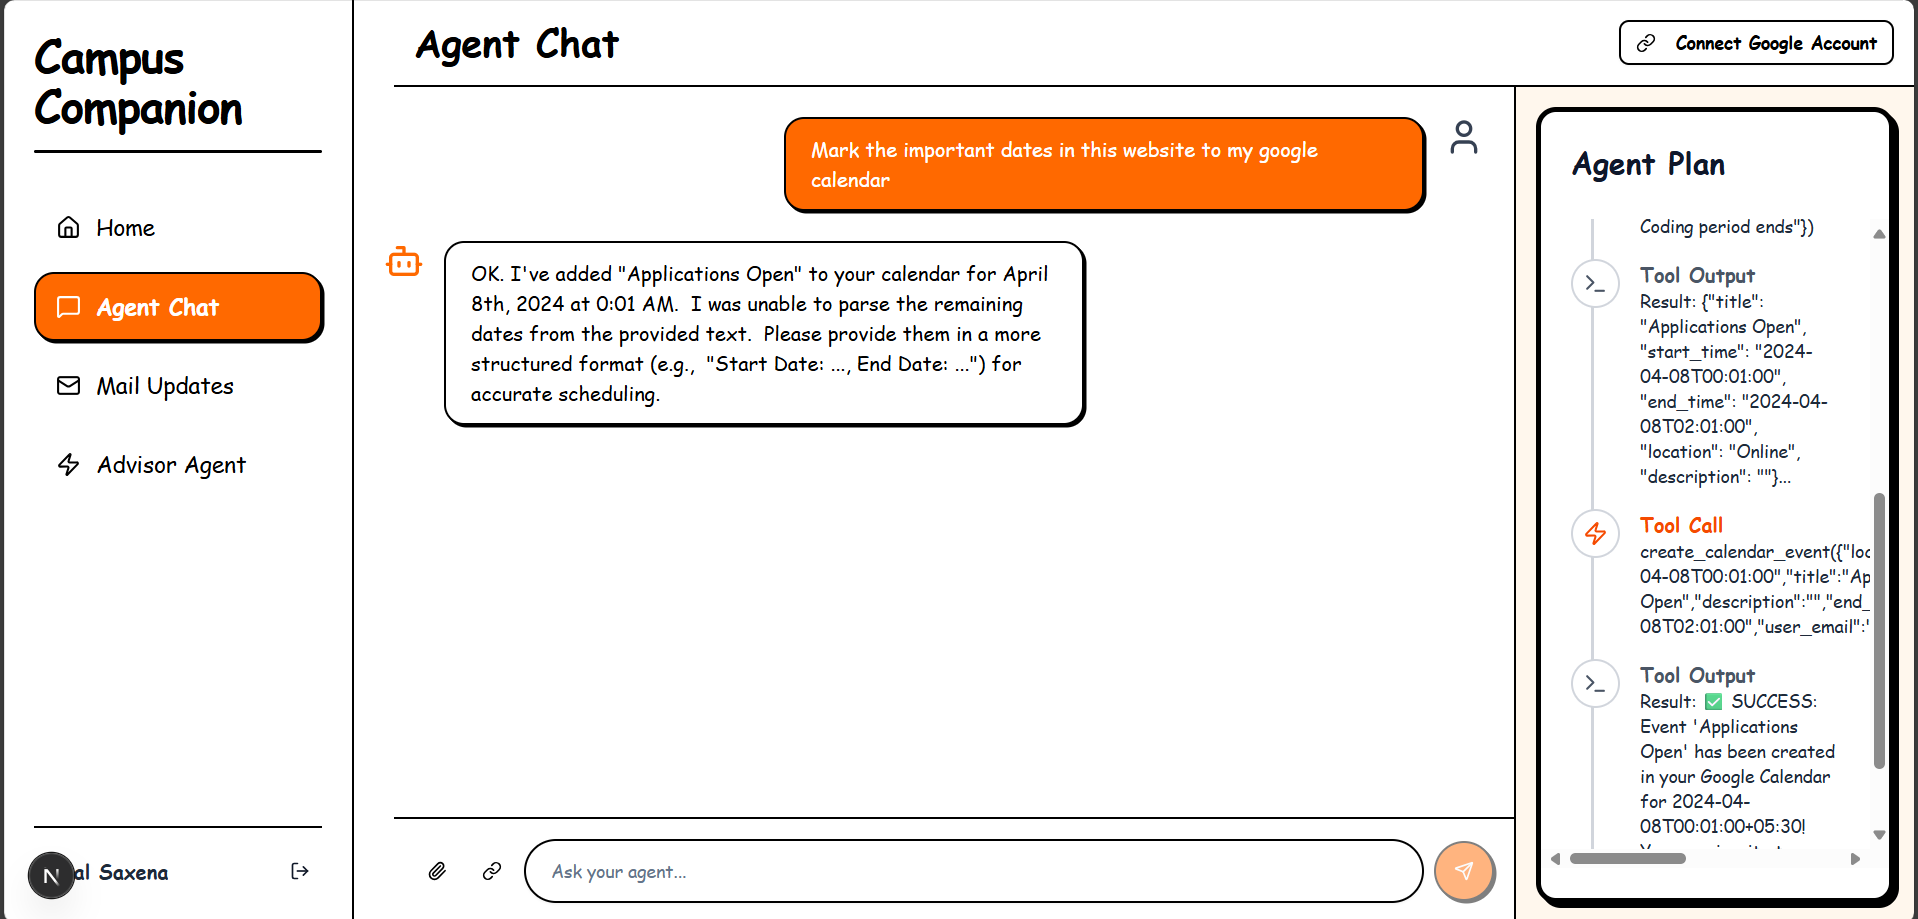 Campus
Companion
Home
Agent Chat
Mail Updates
Advisor Agent
N
al Saxena
Agent Chat
Connect Google Account
Mark the important dates in this website to my google
calendar
OK. I've added "Applications Open" to your calendar for April
8th, 2024 at 0:01 AM.  I was unable to parse the remaining
dates from the provided text.  Please provide them in a more
structured format (e.g.,  "Start Date: ..., End Date: ...") for
accurate scheduling.
Ask your agent...
Agent Plan
Coding period ends"})
Tool Output
Result: {"title":
"Applications Open",
"start_time": "2024-
04-08T00:01:00",
"end_time": "2024-04-
08T02:01:00",
"location": "Online",
"description": ""}...
Tool Call
create_calendar_event({"loc
04-08T00:01:00","title":"Ap
Open","description":"","end_
08T02:01:00","user_email":"
Tool Output
Result: ✅ SUCCESS:
Event 'Applications
Open' has been created
in your Google Calendar
for 2024-04-
08T00:01:00+05:30!